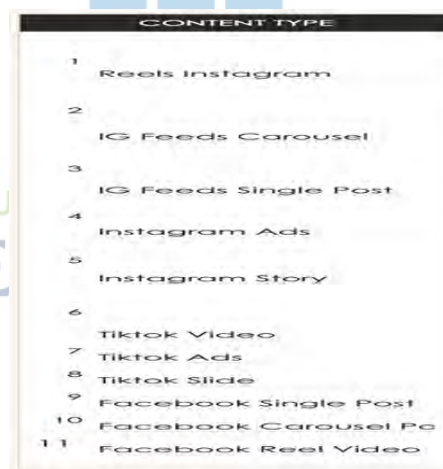 CONTENT TYPE
1
Reels Instagram
2
IG Feeds Carousel
3
IG Feeds Single Post
4
Instagram Ads
5
Instagram Story
6
Tiktok Video
7
Tiktok Ads
8
Tiktok Slide
9
Facebook Single Post
10
Facebook Carousel Po
11
Facebook Reel Video